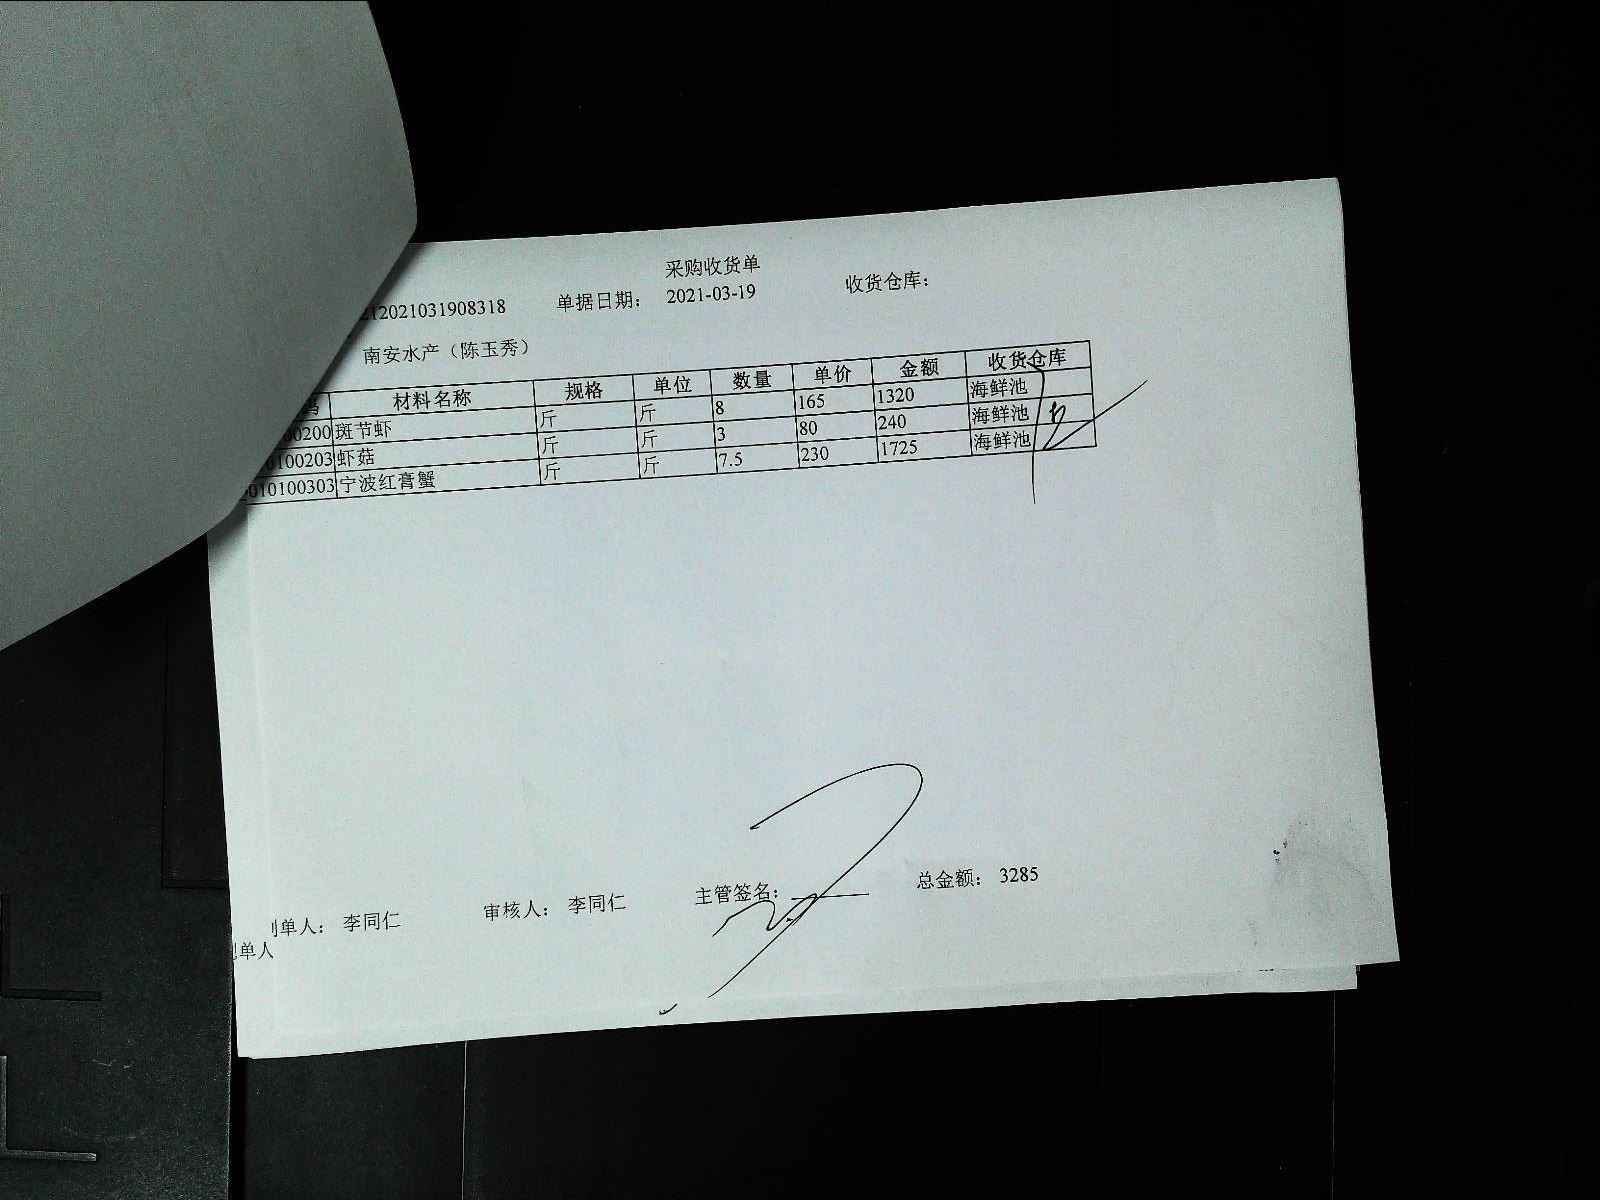 采购收货单
212021031908318 单据日期： 2021-03-19 收货仓库：
南安水产（陈玉秀）
码 材料名称 规格 单位 数量 单价 金额 收货仓库
00200 斑节虾 斤 斤 8 165 1320 海鲜池
0100203 虾菇 斤 斤 3 80 240 海鲜池
010100303 宁波红膏蟹 斤 斤 7.5 230 1725 海鲜池
制单人： 李同仁 审核人： 李同仁 主管签名： 总金额： 3285
单人